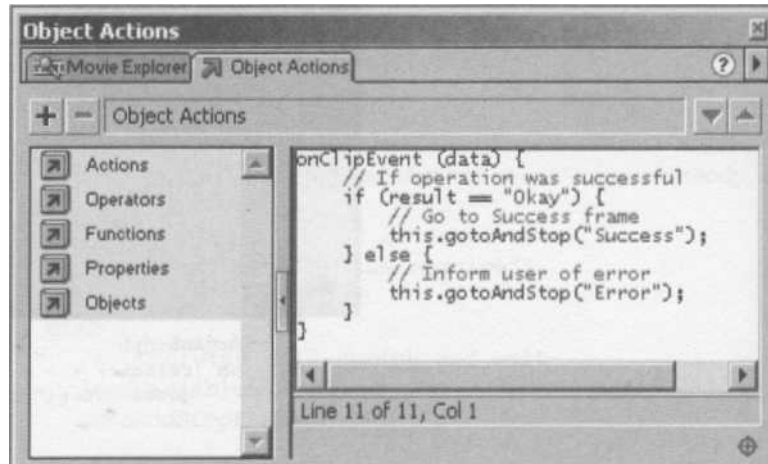 Object Actions
Movie Explorer
Object Actions
?
Object Actions
Actions
Operators
Functions
Properties
Objects
onClipEvent (data) {
// If operation was successful
if (result == "Okay") {
// Go to Success frame
this.gotoAndStop("Success");
} else {
// Inform user of error
this.gotoAndStop("Error");
}
}
Line 11 of 11, Col 1